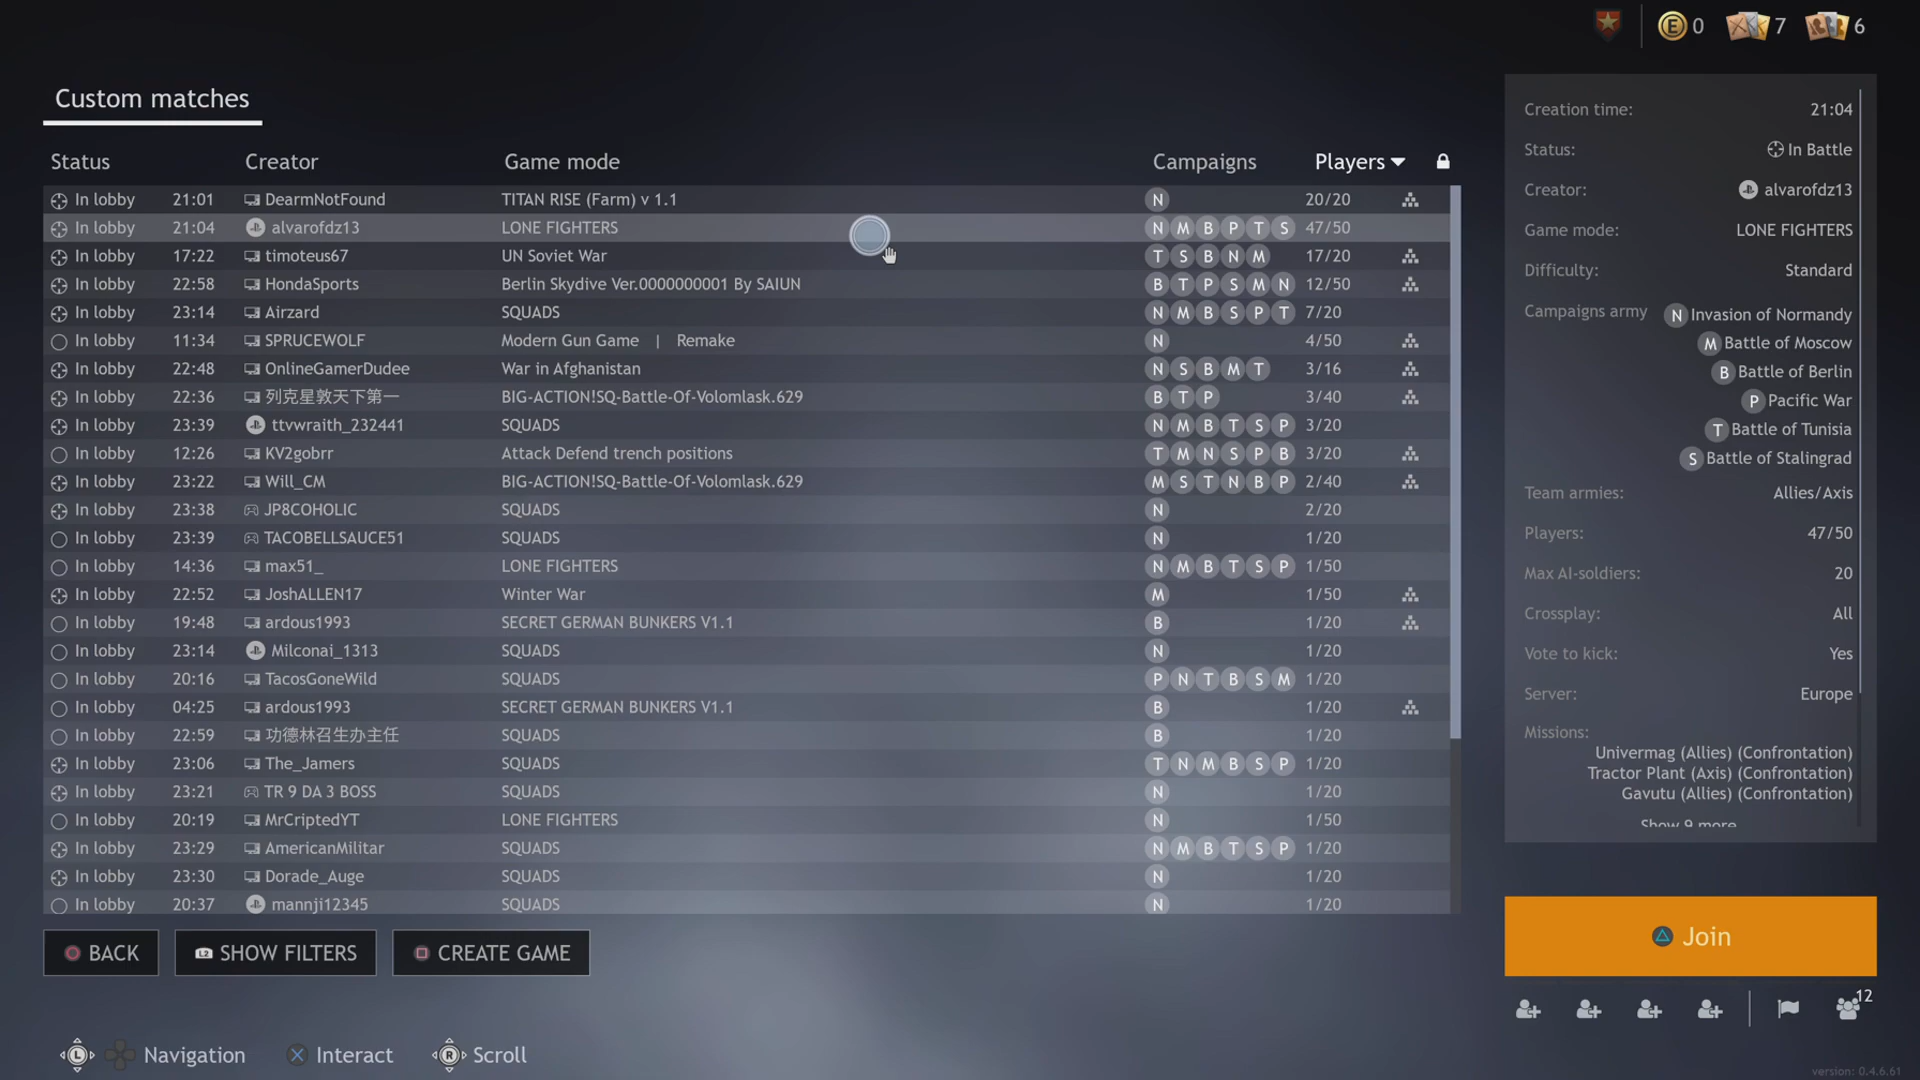 E 0 7 6
Custom matches
Status Creator Game mode Campaigns Players
In lobby 21:01 DearmNotFound TITAN RISE (Farm) v 1.1 N 20/20
In lobby 21:04 alvarofdz13 LONE FIGHTERS N M B P T S 47/50
In lobby 17:22 timoteus67 UN Soviet War T S B N M 17/20
In lobby 22:58 HondaSports Berlin Skydive Ver.0000000001 By SAIUN B T P S M N 12/50
In lobby 23:14 Airzard SQUADS N M B S P T 7/20
In lobby 11:34 SPRUCEWOLF Modern Gun Game | Remake N 4/50
In lobby 22:48 OnlineGamerDudee War in Afghanistan N S B M T 3/16
In lobby 22:36 列克星敦天下第一 BIG-ACTION!SQ-Battle-Of-Volomlask.629 B T P 3/40
In lobby 23:39 ttvwraith_232441 SQUADS N M B T S P 3/20
In lobby 12:26 KV2gobrr Attack Defend trench positions T M N S P B 3/20
In lobby 23:22 Will_CM BIG-ACTION!SQ-Battle-Of-Volomlask.629 M S T N B P 2/40
In lobby 23:38 JP8COHOLIC SQUADS N 2/20
In lobby 23:39 TACOBELLSAUCE51 SQUADS N 1/20
In lobby 14:36 max51_ LONE FIGHTERS N M B T S P 1/50
In lobby 22:52 JoshALLEN17 Winter War M 1/50
In lobby 19:48 ardous1993 SECRET GERMAN BUNKERS V1.1 B 1/20
In lobby 23:14 Milconai_1313 SQUADS N 1/20
In lobby 20:16 TacosGoneWild SQUADS P N T B S M 1/20
In lobby 04:25 ardous1993 SECRET GERMAN BUNKERS V1.1 B 1/20
In lobby 22:59 功德林召生办主任 SQUADS B 1/20
In lobby 23:06 The_Jamers SQUADS T N M B S P 1/20
In lobby 23:21 TR 9 DA 3 BOSS SQUADS N 1/20
In lobby 20:19 MrCriptedYT LONE FIGHTERS N 1/50
In lobby 23:29 AmericanMilitar SQUADS N M B T S P 1/20
In lobby 23:30 Dorade_Auge SQUADS N 1/20
In lobby 20:37 mannji12345 SQUADS N 1/20
BACK L2 SHOW FILTERS CREATE GAME
L Navigation Interact R Scroll
Creation time: 21:04
Status: In Battle
Creator: alvarofdz13
Game mode: LONE FIGHTERS
Difficulty: Standard
Campaigns army N Invasion of Normandy
M Battle of Moscow
B Battle of Berlin
P Pacific War
T Battle of Tunisia
S Battle of Stalingrad
Team armies: Allies/Axis
Players: 47/50
Max AI-soldiers: 20
Crossplay: All
Vote to kick: Yes
Server: Europe
Missions:
Univermag (Allies) (Confrontation)
Tractor Plant (Axis) (Confrontation)
Gavutu (Allies) (Confrontation)
Show 9 more
Join
12
version: 0.4.6.61